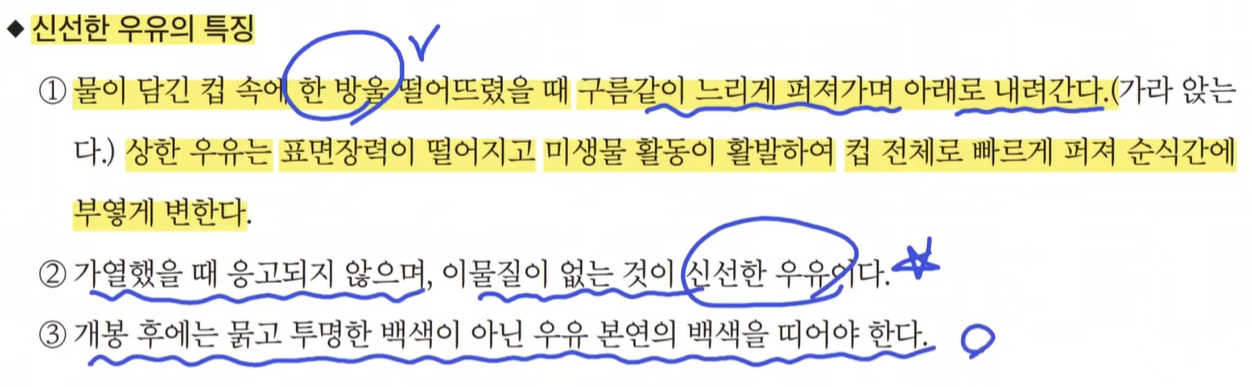 ◆ 신선한 우유의 특징
① 물이 담긴 컵 속에 한 방울 떨어뜨렸을 때 구름같이 느리게 퍼져가며 아래로 내려간다.(가라 앉는
다.) 상한 우유는 표면장력이 떨어지고 미생물 활동이 활발하여 컵 전체로 빠르게 퍼져 순식간에
부옇게 변한다.
② 가열했을 때 응고되지 않으며, 이물질이 없는 것이 신선한 우유이다.
③ 개봉 후에는 묽고 투명한 백색이 아닌 우유 본연의 백색을 띠어야 한다.